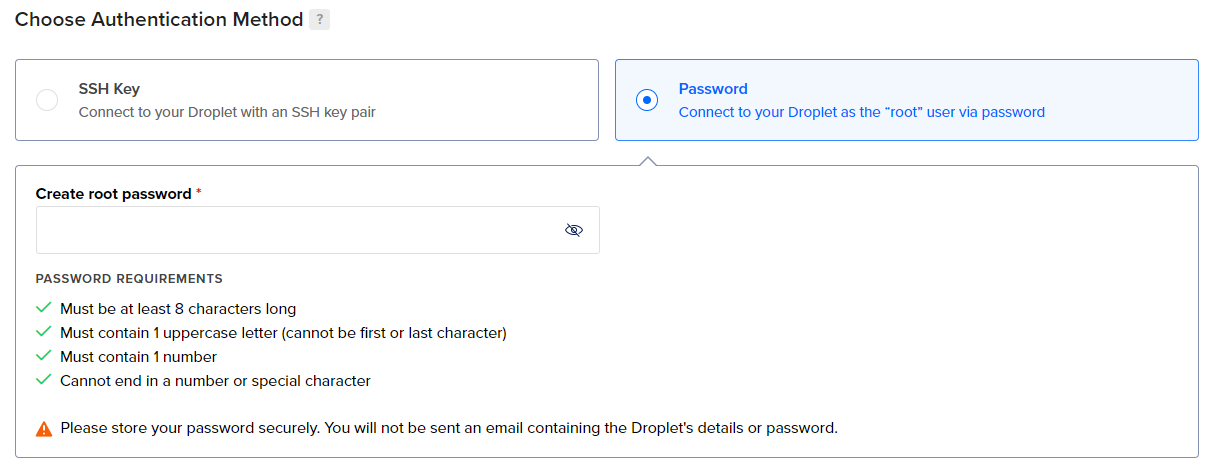 Choose Authentication Method ?
SSH Key
Connect to your Droplet with an SSH key pair
Password
Connect to your Droplet as the “root” user via password
Create root password *
PASSWORD REQUIREMENTS
Must be at least 8 characters long
Must contain 1 uppercase letter (cannot be first or last character)
Must contain 1 number
Cannot end in a number or special character
Please store your password securely. You will not be sent an email containing the Droplet's details or password.